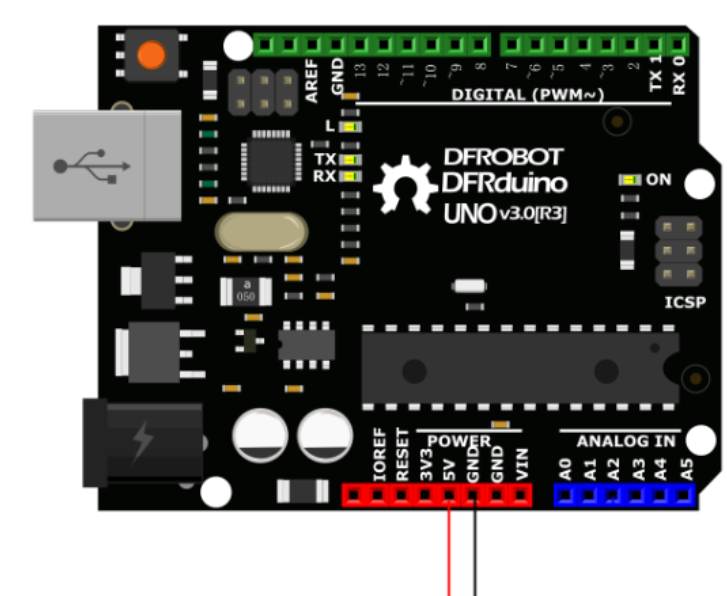 AREF
GND
13
12
~11
~10
~9
8
7
~6
~5
4
~3
2
TX 1
RX 0
DIGITAL (PWM~)
L
TX
RX
DFROBOT
DFRduino
UNO v3.0[R3]
ON
ICSP
a
050
IOREF
RESET
3V3
5V
GND
GND
VIN
POWER
ANALOG IN
A0
A1
A2
A3
A4
A5